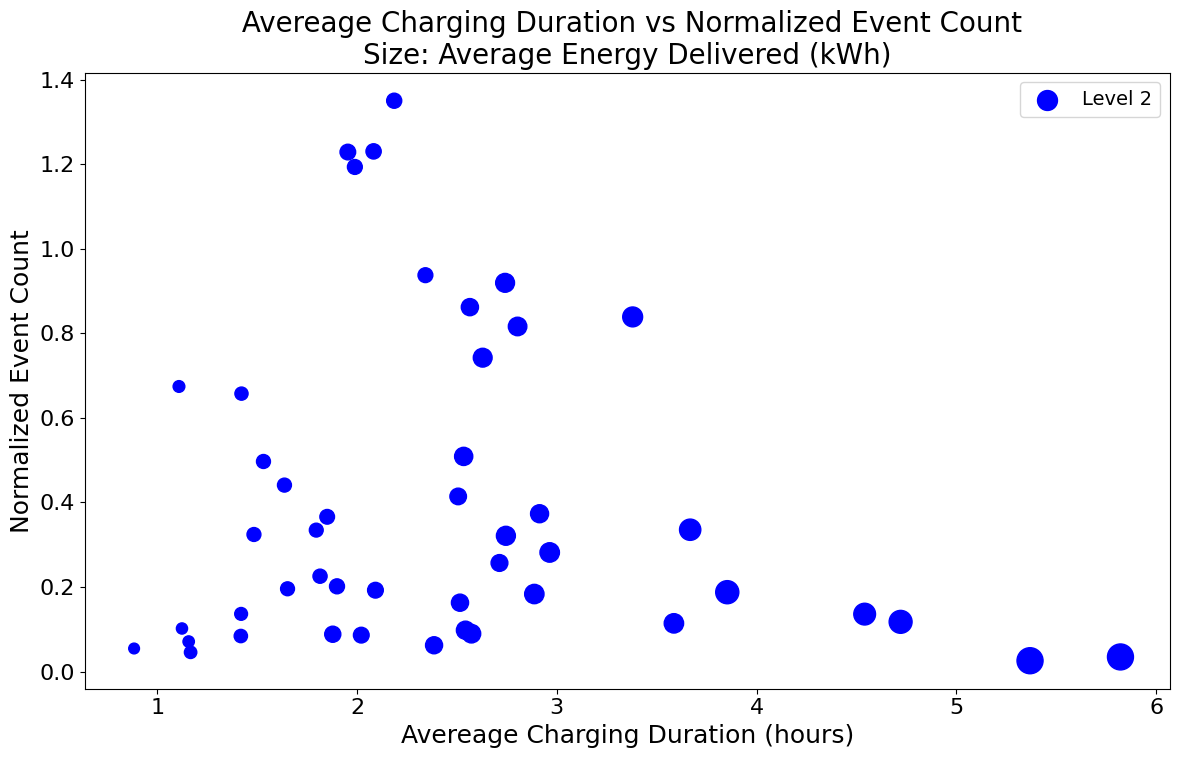 Avereage Charging Duration vs Normalized Event Count
Size: Average Energy Delivered (kWh)
Level 2
Normalized Event Count
1.4
1.2
1.0
0.8
0.6
0.4
0.2
0.0
1 2 3 4 5 6
Avereage Charging Duration (hours)